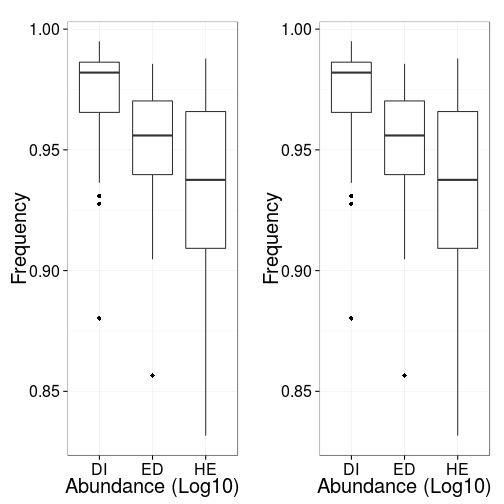 1.00
0.95
0.90
0.85
Frequency
DI ED HE
Abundance (Log10)
1.00
0.95
0.90
0.85
Frequency
DI ED HE
Abundance (Log10)